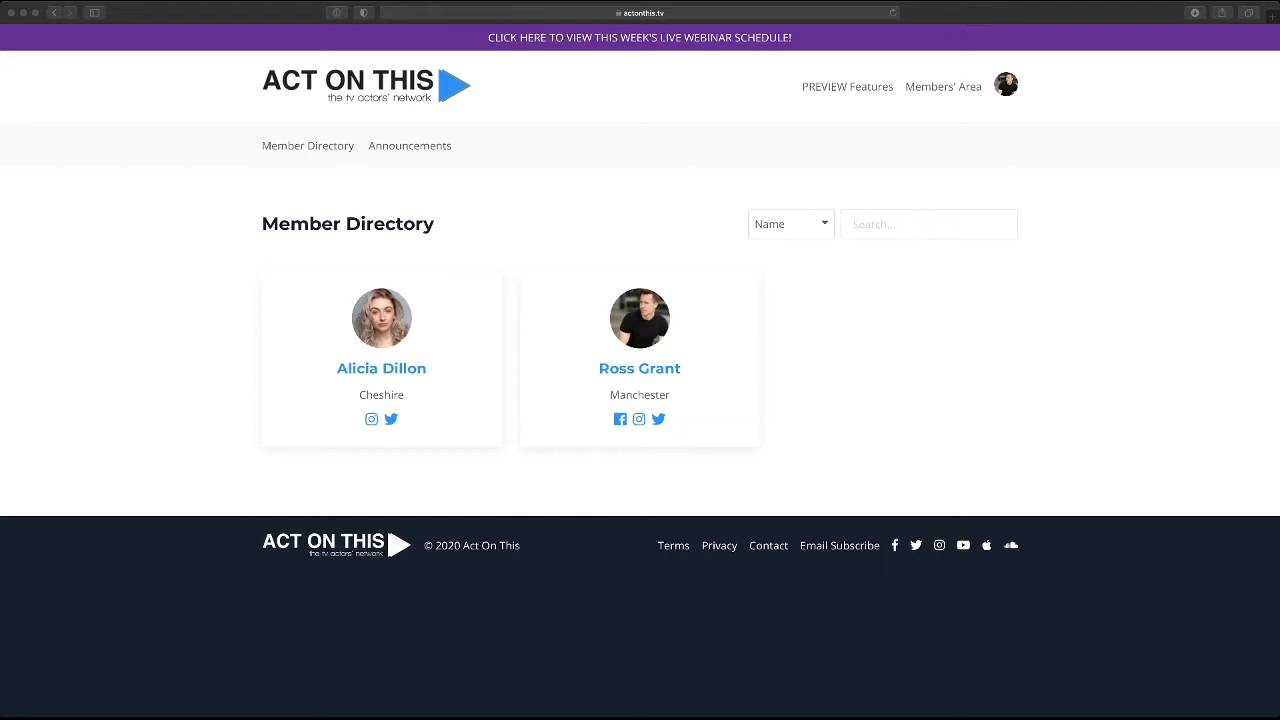 actonthis.tv
CLICK HERE TO VIEW THIS WEEK'S LIVE WEBINAR SCHEDULE!
ACT ON THIS
the tv actors' network
PREVIEW Features
Members' Area
Member Directory
Announcements
Member Directory
Name
Search...
Alicia Dillon
Cheshire
Ross Grant
Manchester
ACT ON THIS
the tv actors' network
© 2020 Act On This
Terms
Privacy
Contact
Email Subscribe